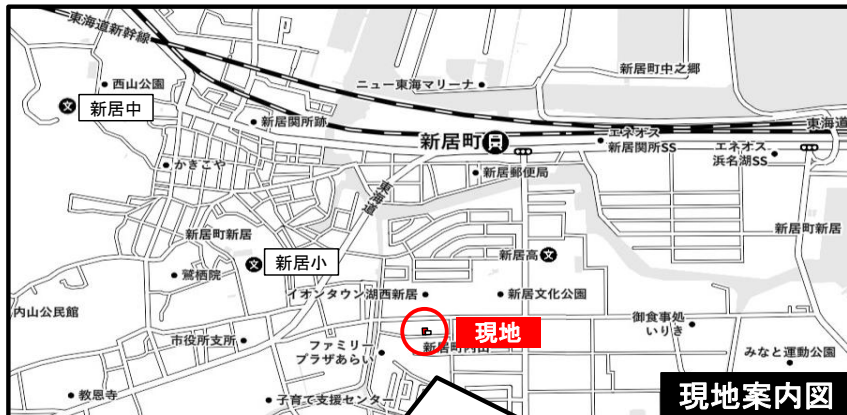 東海道新幹線
西山公園
新居中
ニュー東海マリーナ
新居町中之郷
新居関所跡
新居町
エネオス
新居関所SS
東海道
エネオス
浜名湖SS
かぎこや
新居郵便局
東海道
新居町新居
新居町新居
新居小
新居高
鷲栖院
イオンタウン湖西新居
新居文化公園
内山公民館
御食事処
いりき
現地
市役所支所
ファミリー
プラザあらい
新居町内山
みなと運動公園
教恩寺
子育て支援センター
現地案内図